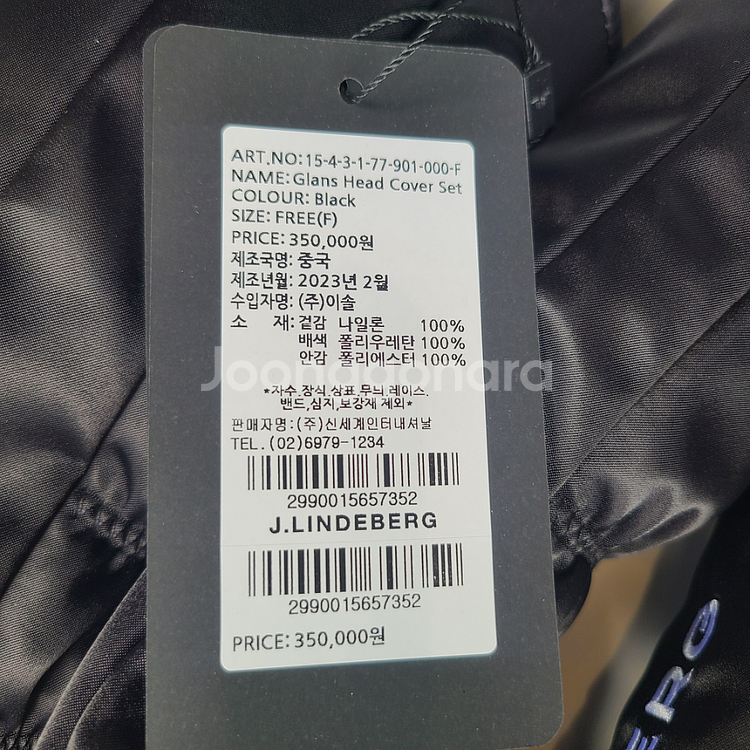 ART.NO:15-4-3-1-77-901-000-F
NAME:Glans Head Cover Set
COLOUR: Black
SIZE: FREE(F)
PRICE: 350,000원
제조국명: 중국
제조년월: 2023년 2월
수입자명: (주)이솔
소 재: 겉감 나일론 100%
배색 폴리우레탄 100%
안감 폴리에스터 100%
Joonggonara
*자수.장식.상표.무늬.레이스.
밴드,심지,보강재 제외*
판매자명:(주)신세계인터내셔날
TEL.(02)6979-1234
2990015657352
J.LINDEBERG
2990015657352
PRICE: 350,000원
ERG